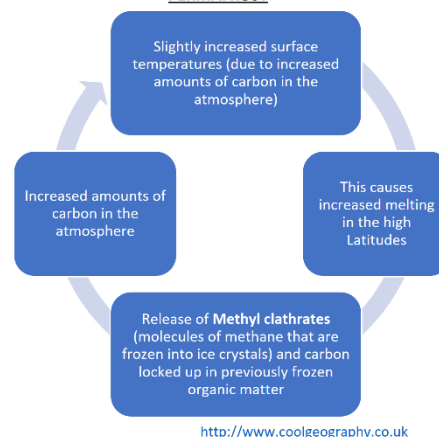 Slightly increased surface
temperatures (due to increased
amounts of carbon in the
atmosphere)
Increased amounts of
carbon in the
atmosphere
This causes
increased melting
in the high
Latitudes
Release of Methyl clathrates
(molecules of methane that are
frozen into ice crystals) and carbon
locked up in previously frozen
organic matter
http://www.coolgeography.co.uk